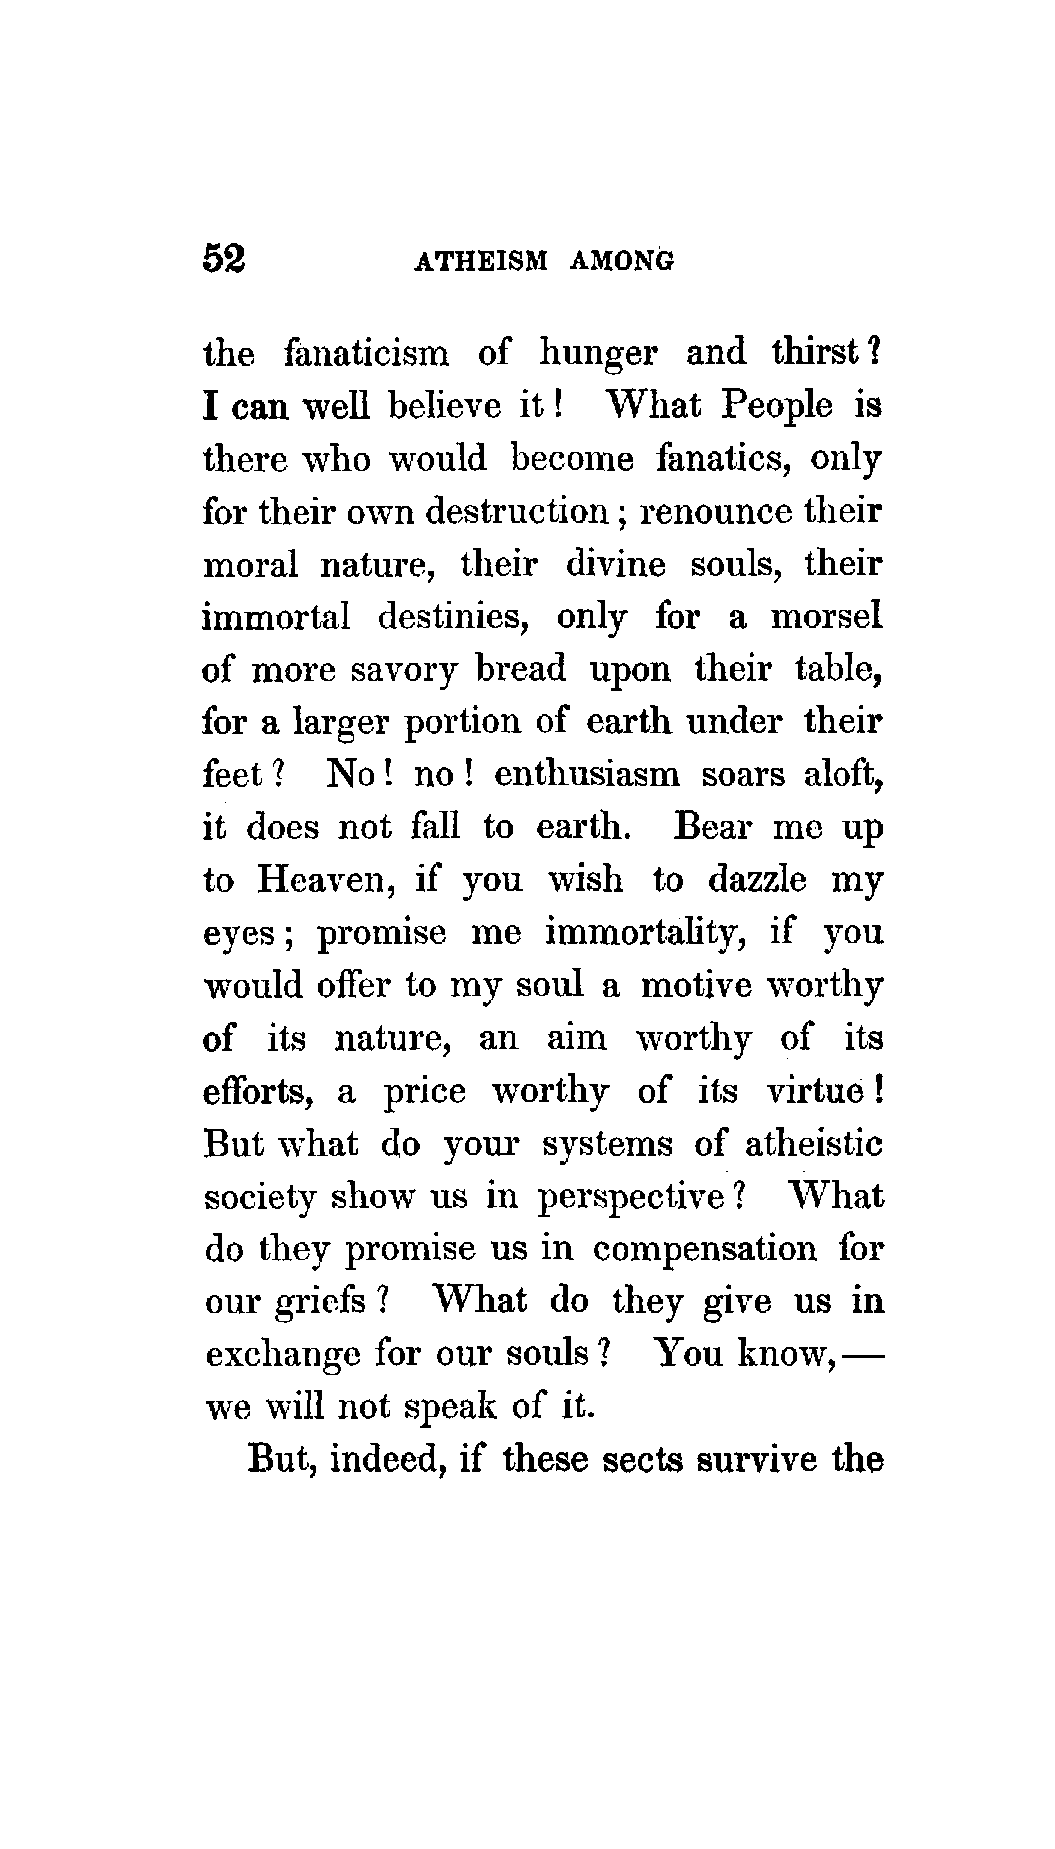 52 ATHEISM AMONG
the fanaticism of hunger and thirst?
I can well believe it! What People is
there who would become fanatics, only
for their own destruction; renounce their
moral nature, their divine souls, their
immortal destinies, only for a morsel
of more savory bread upon their table,
for a larger portion of earth under their
feet? No! no! enthusiasm soars aloft,
it does not fall to earth. Bear me up
to Heaven, if you wish to dazzle my
eyes; promise me immortality, if you
would offer to my soul a motive worthy
of its nature, an aim worthy of its
efforts, a price worthy of its virtue!
But what do your systems of atheistic
society show us in perspective? What
do they promise us in compensation for
our griefs? What do they give us in
exchange for our souls? You know,—
we will not speak of it.
But, indeed, if these sects survive the